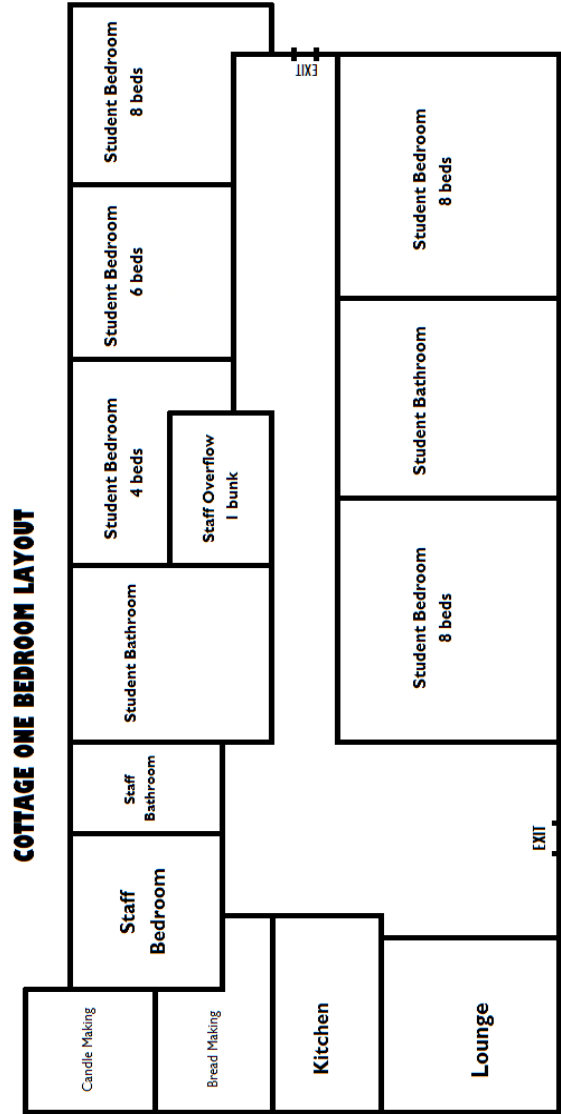 COTTAGE ONE BEDROOM LAYOUT
Candle Making
Staff
Bedroom
Staff
Bathroom
Student Bathroom
Student Bedroom
4 beds
Student Bedroom
6 beds
Student Bedroom
8 beds
Bread Making
Staff Overflow
1 bunk
EXIT
Kitchen
Lounge
EXIT
Student Bedroom
8 beds
Student Bathroom
Student Bedroom
8 beds